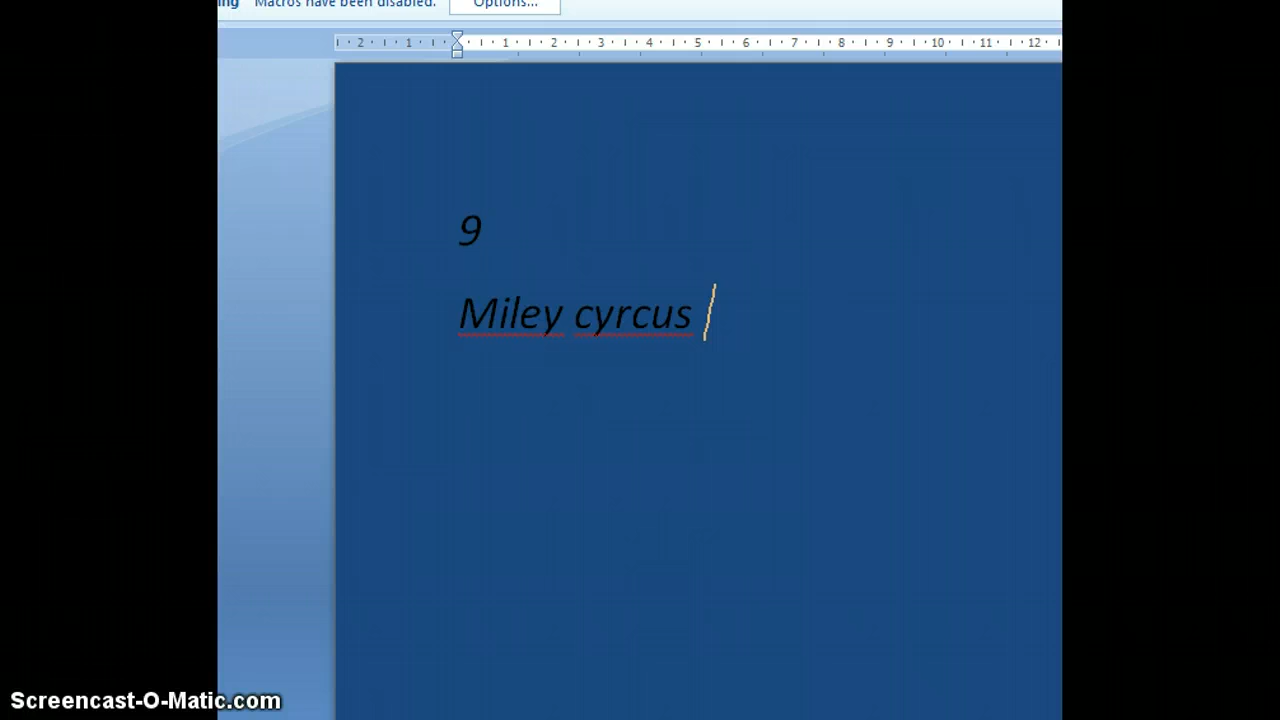 ng Macros have been disabled. Options...
2 1 1 2 3 4 5 6 7 8 9 10 11 12
9
Miley cyrcus
Screencast-O-Matic.com